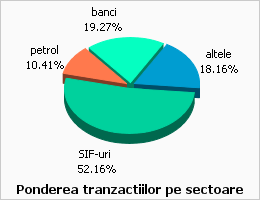 banci
19.27%
petrol
10.41%
altele
18.16%
SIF-uri
52.16%
Ponderea tranzactiilor pe sectoare